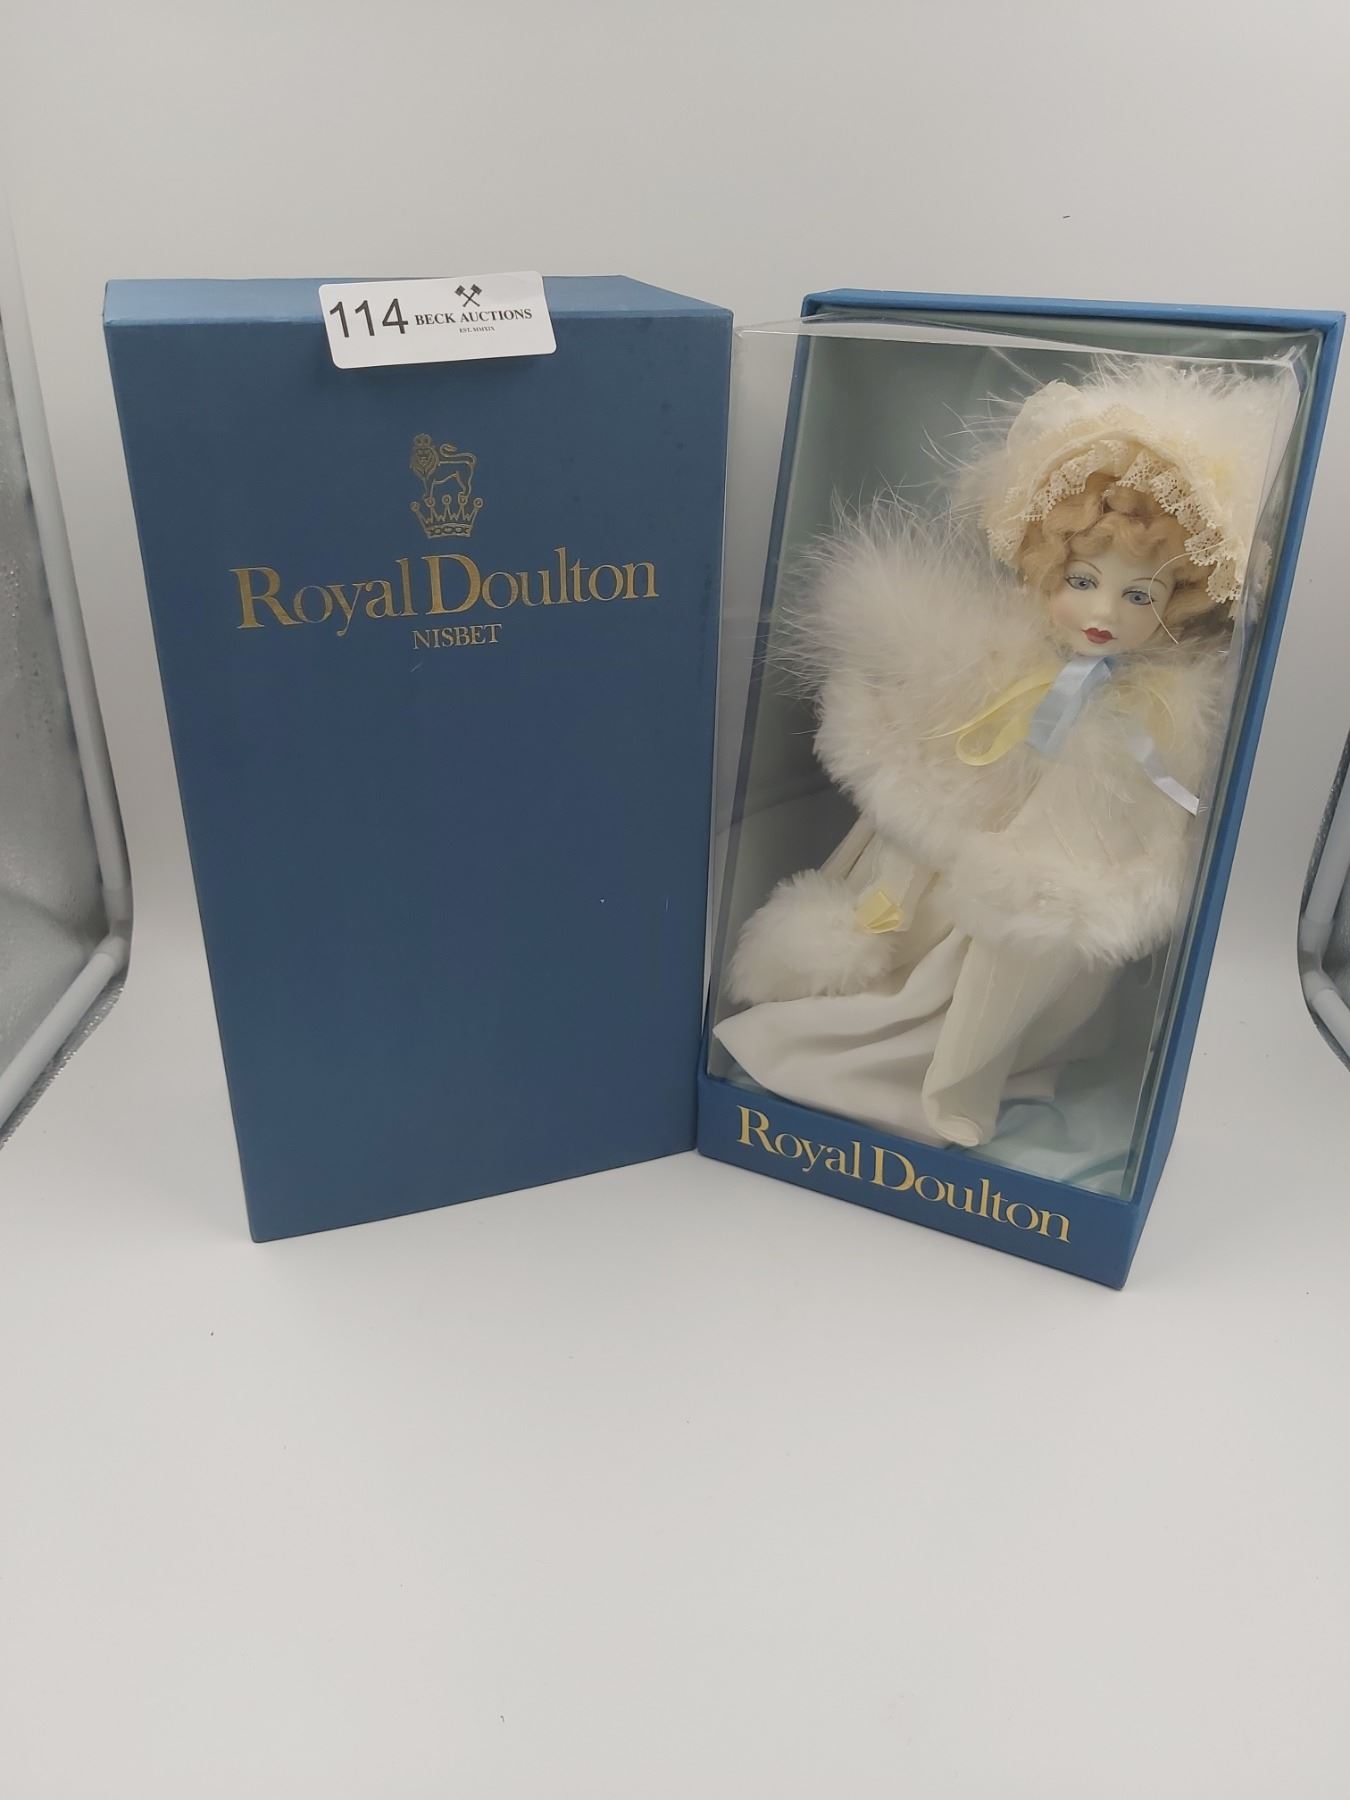 114 BECK AUCTIONS
EST. MMXIX
Royal Doulton
NISBET
Royal Doulton